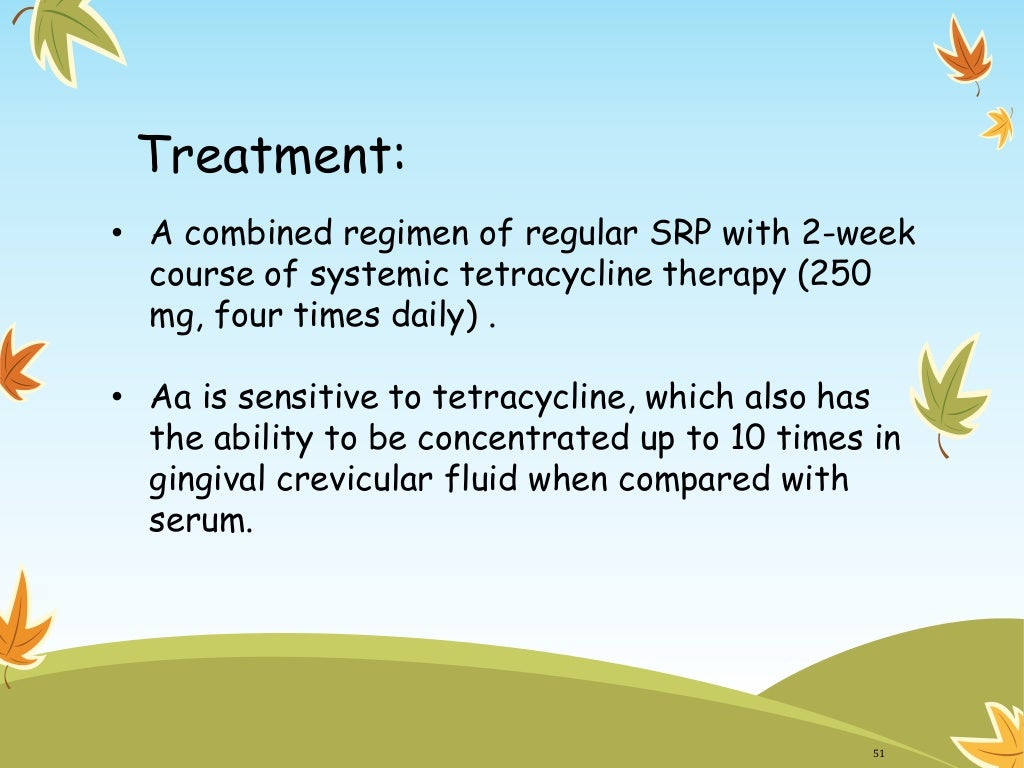 Treatment:
• A combined regimen of regular SRP with 2-week
course of systemic tetracycline therapy (250
mg, four times daily) .
• Aa is sensitive to tetracycline, which also has
the ability to be concentrated up to 10 times in
gingival crevicular fluid when compared with
serum.
51